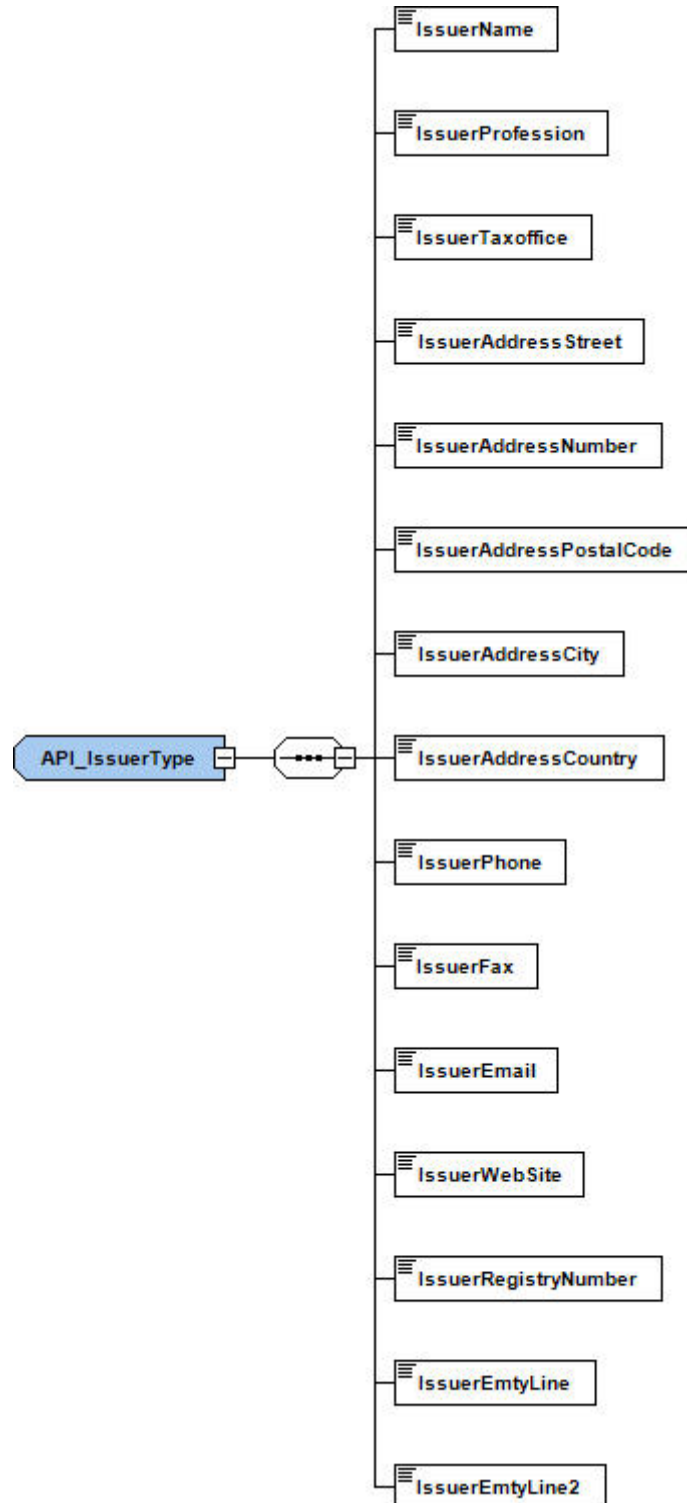 IssuerName
IssuerProfession
IssuerTaxoffice
IssuerAddressStreet
IssuerAddressNumber
IssuerAddressPostalCode
IssuerAddressCity
API_IssuerType
IssuerAddressCountry
IssuerPhone
IssuerFax
IssuerEmail
IssuerWebSite
IssuerRegistryNumber
IssuerEmtyLine
IssuerEmtyLine2